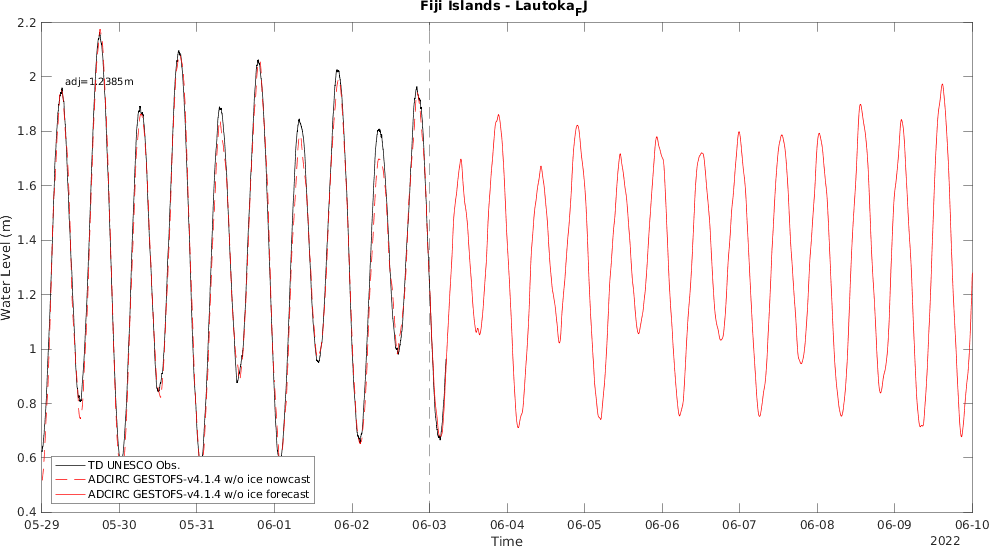 Fiji Islands - Lautoka_FJ
2.2
2
1.8
1.6
1.4
1.2
1
0.8
0.6
0.4
Water Level (m)
adj=1.2385m
TD UNESCO Obs.
ADCIRC GESTOFS-v4.1.4 w/o ice nowcast
ADCIRC GESTOFS-v4.1.4 w/o ice forecast
05-29 05-30 05-31 06-01 06-02 06-03 06-04 06-05 06-06 06-07 06-08 06-09 06-10
Time
2022